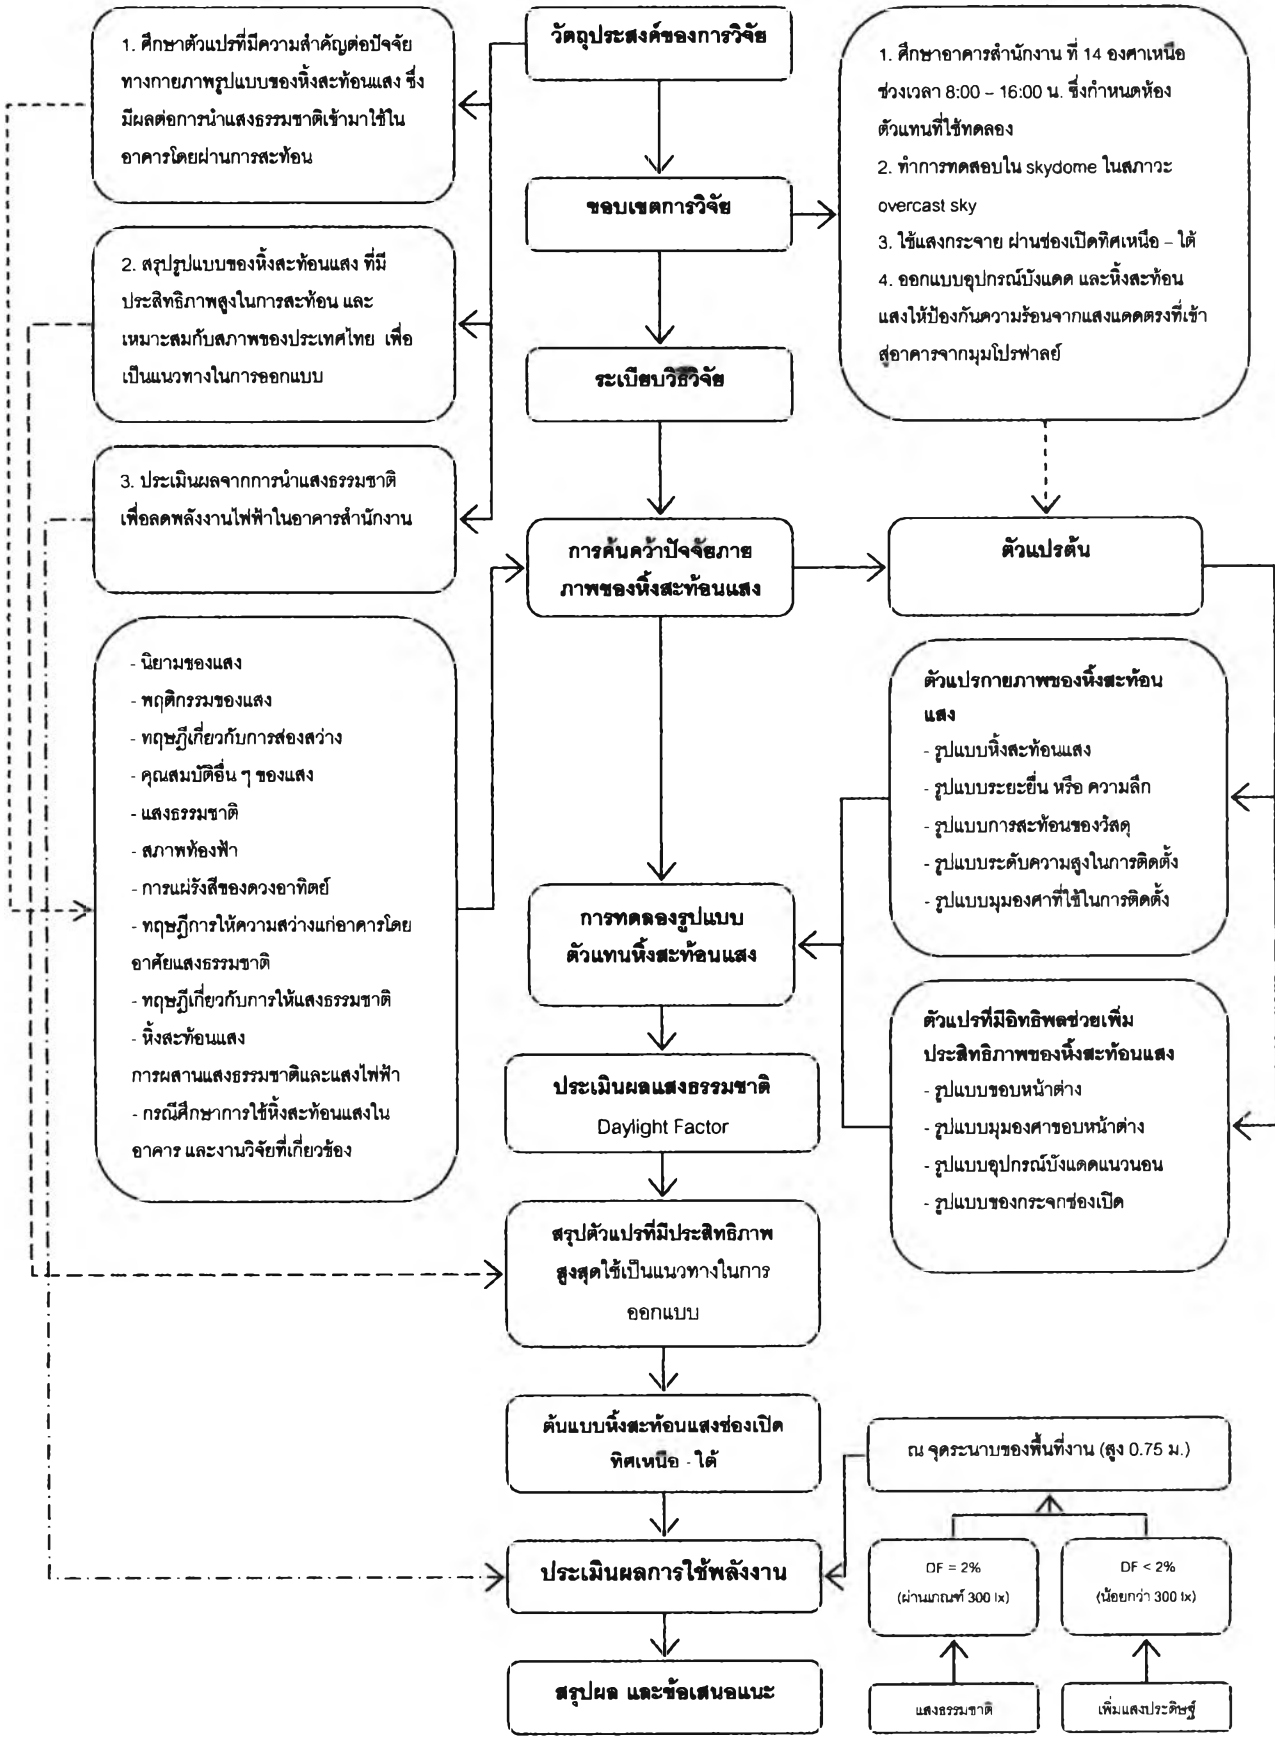 วัตถุประสงค์ของการวิจัย
1. ศึกษาตัวแปรที่มีความสำคัญต่อปัจจัย
ทางกายภาพรูปแบบของหิ้งสะท้อนแสง ซึ่ง
มีผลต่อการนำแสงธรรมชาติเข้ามาใช้ใน
อาคารโดยผ่านการสะท้อน
2. สรุปรูปแบบของหิ้งสะท้อนแสง ที่มี
ประสิทธิภาพสูงในการสะท้อน และ
เหมาะสมกับสภาพของประเทศไทย เพื่อ
เป็นแนวทางในการออกแบบ
3. ประเมินผลจากการนำแสงธรรมชาติ
เพื่อลดพลังงานไฟฟ้าในอาคารสำนักงาน
ขอบเขตการวิจัย
1. ศึกษาอาคารสำนักงาน ที่ 14 องศาเหนือ
ช่วงเวลา 8:00 – 16:00 น. ซึ่งกำหนดห้อง
ตัวแทนที่ใช้ทดลอง
2. ทำการทดสอบใน skydome ในสภาวะ
overcast sky
3. ใช้แสงกระจาย ผ่านช่องเปิดทิศเหนือ – ใต้
4. ออกแบบอุปกรณ์บังแดด และหิ้งสะท้อน
แสงให้ป้องกันความร้อนจากแสงแดดตรงที่เข้า
สู่อาคารจากมุมโปรฟาลย์
ระเบียบวิธีวิจัย
การค้นคว้าปัจจัยภาย
ภาพของหิ้งสะท้อนแสง
ตัวแปรต้น
- นิยามของแสง
- พฤติกรรมของแสง
- ทฤษฎีเกี่ยวกับการส่องสว่าง
- คุณสมบัติอื่น ๆ ของแสง
- แสงธรรมชาติ
- สภาพท้องฟ้า
- การแผ่รังสีของดวงอาทิตย์
- ทฤษฎีการให้ความสว่างแก่อาคารโดย
อาศัยแสงธรรมชาติ
- ทฤษฎีเกี่ยวกับการให้แสงธรรมชาติ
- หิ้งสะท้อนแสง
การผสานแสงธรรมชาติและแสงไฟฟ้า
- กรณีศึกษาการใช้หิ้งสะท้อนแสงใน
อาคาร และงานวิจัยที่เกี่ยวข้อง
ตัวแปรกายภาพของหิ้งสะท้อน
แสง
- รูปแบบหิ้งสะท้อนแสง
- รูปแบบระยะยื่น หรือ ความลึก
- รูปแบบการสะท้อนของวัสดุ
- รูปแบบระดับความสูงในการติดตั้ง
- รูปแบบมุมองศาที่ใช้ในการติดตั้ง
การทดลองรูปแบบ
ตัวแทนหิ้งสะท้อนแสง
ตัวแปรที่มีอิทธิพลช่วยเพิ่ม
ประสิทธิภาพของหิ้งสะท้อนแสง
- รูปแบบขอบหน้าต่าง
- รูปแบบมุมองศาขอบหน้าต่าง
- รูปแบบอุปกรณ์บังแดดแนวนอน
- รูปแบบของกระจกช่องเปิด
ประเมินผลแสงธรรมชาติ
Daylight Factor
สรุปตัวแปรที่มีประสิทธิภาพ
สูงสุดใช้เป็นแนวทางในการ
ออกแบบ
ต้นแบบหิ้งสะท้อนแสงช่องเปิด
ทิศเหนือ - ใต้
ณ จุดระนาบของพื้นที่งาน (สูง 0.75 ม.)
ประเมินผลการใช้พลังงาน
DF = 2%
(ผ่านเกณฑ์ 300 lx)
DF < 2%
(น้อยกว่า 300 lx)
สรุปผล และข้อเสนอแนะ
แสงธรรมชาติ
เพิ่มแสงประดิษฐ์